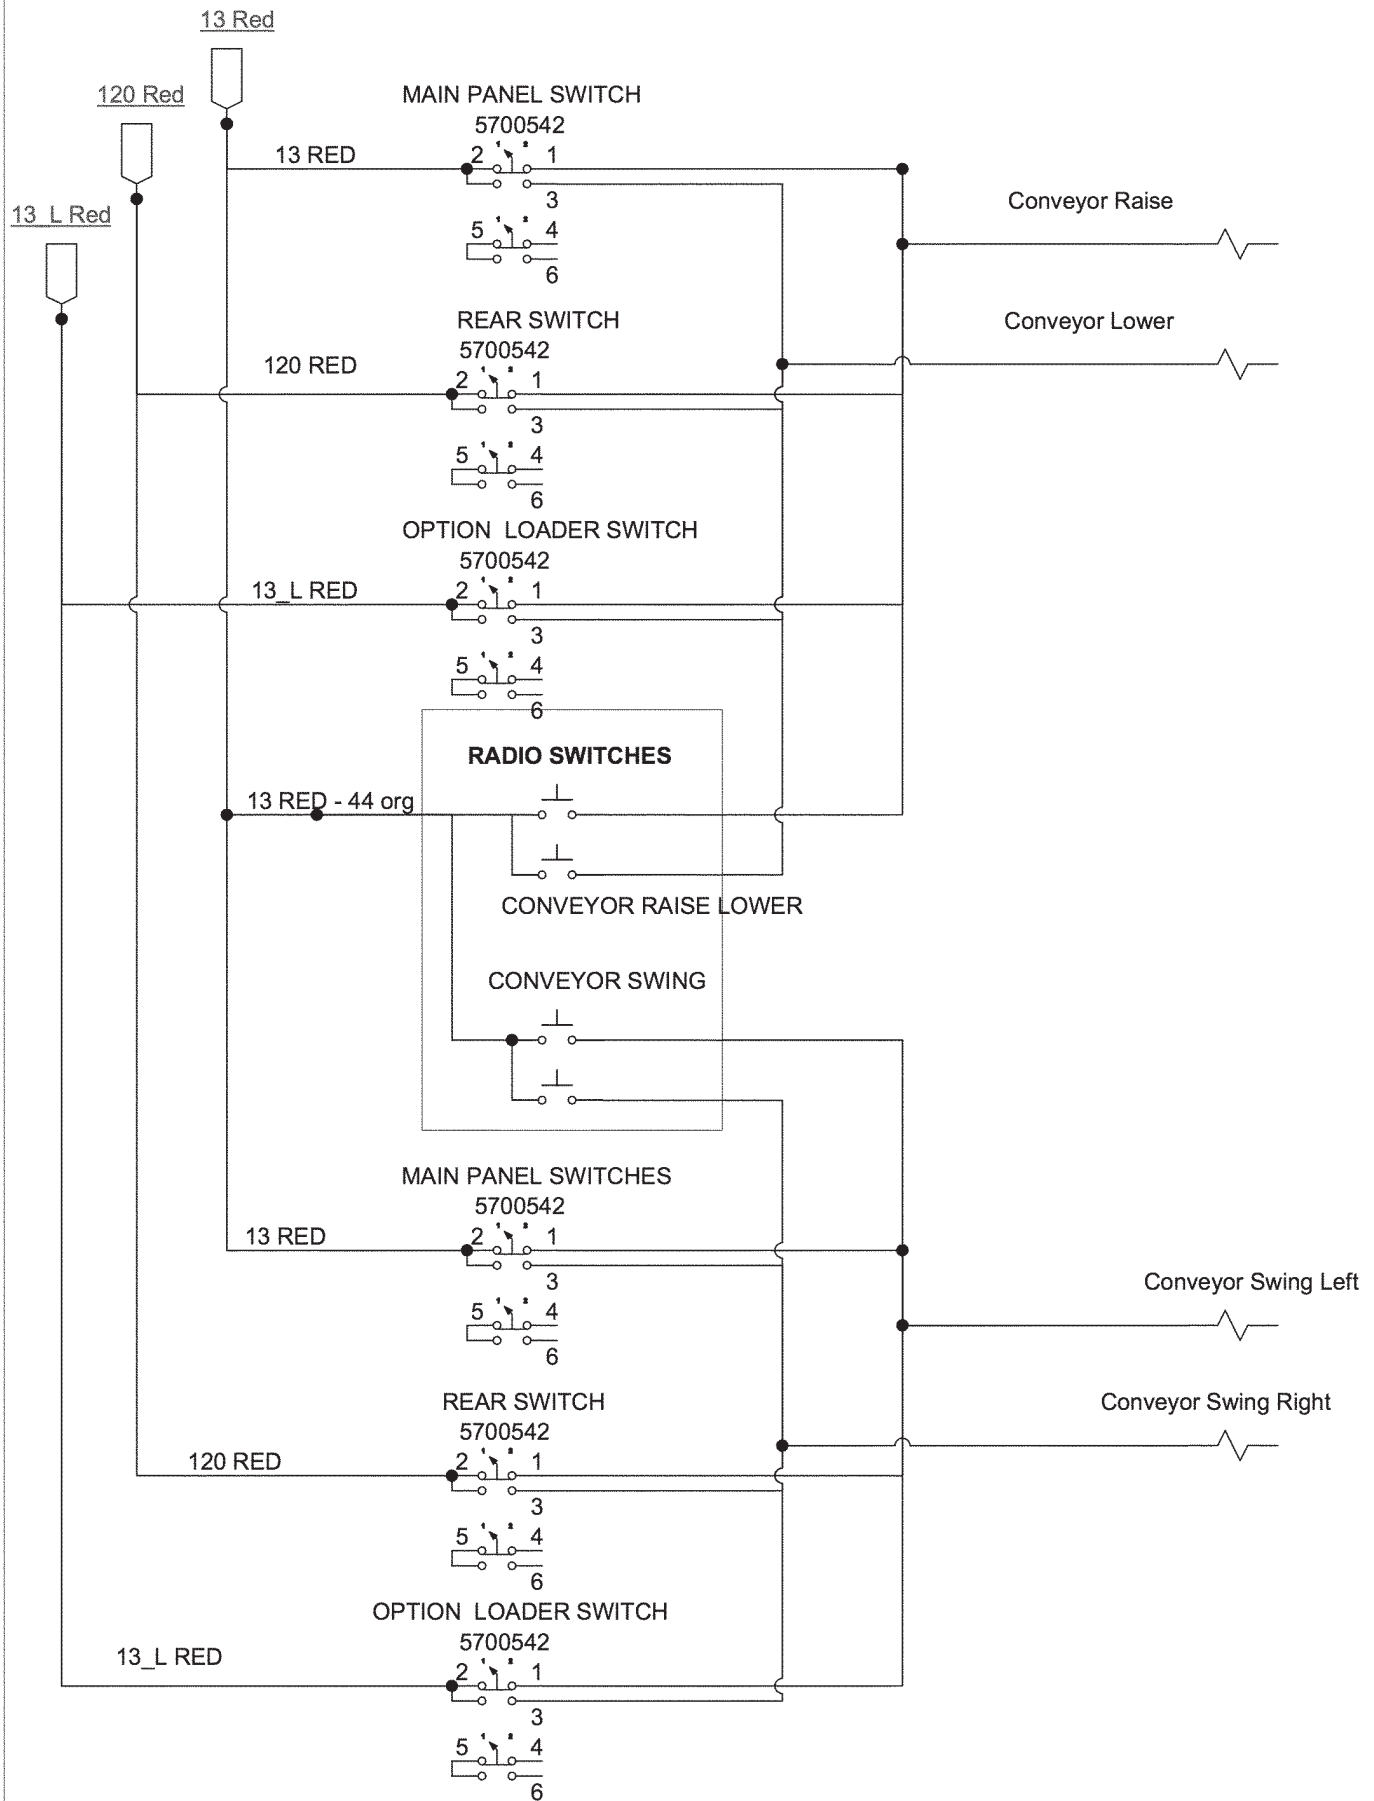 13 Red
120 Red
13_L Red
MAIN PANEL SWITCH
5700542
13 RED
2 1
3
5 4
6
Conveyor Raise
Conveyor Lower
REAR SWITCH
5700542
120 RED
2 1
3
5 4
6
OPTION LOADER SWITCH
5700542
13_L RED
2 1
3
5 4
6
RADIO SWITCHES
13 RED - 44 org
CONVEYOR RAISE LOWER
CONVEYOR SWING
MAIN PANEL SWITCHES
5700542
13 RED
2 1
3
5 4
6
Conveyor Swing Left
Conveyor Swing Right
REAR SWITCH
5700542
120 RED
2 1
3
5 4
6
OPTION LOADER SWITCH
5700542
13_L RED
2 1
3
5 4
6